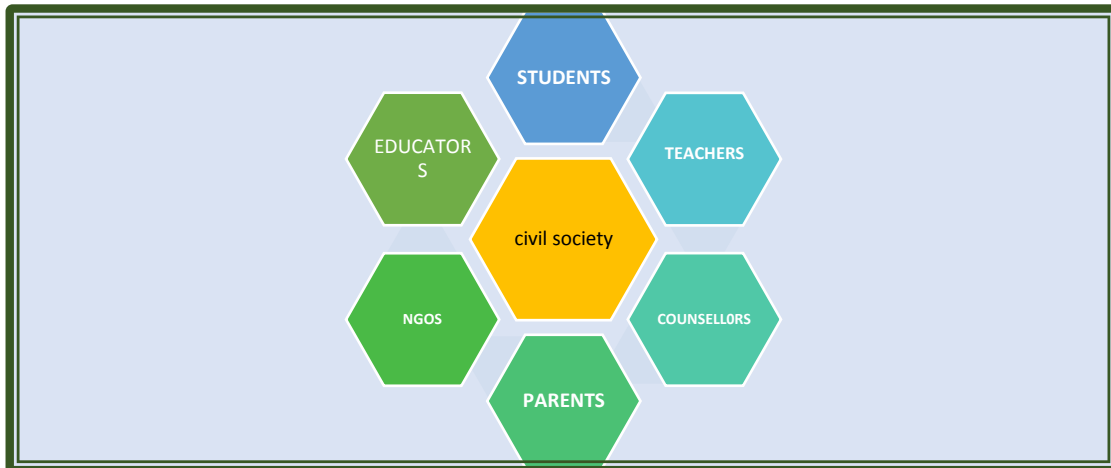 STUDENTS
EDUCATOR
S
TEACHERS
civil society
NGOS
COUNSELL0RS
PARENTS